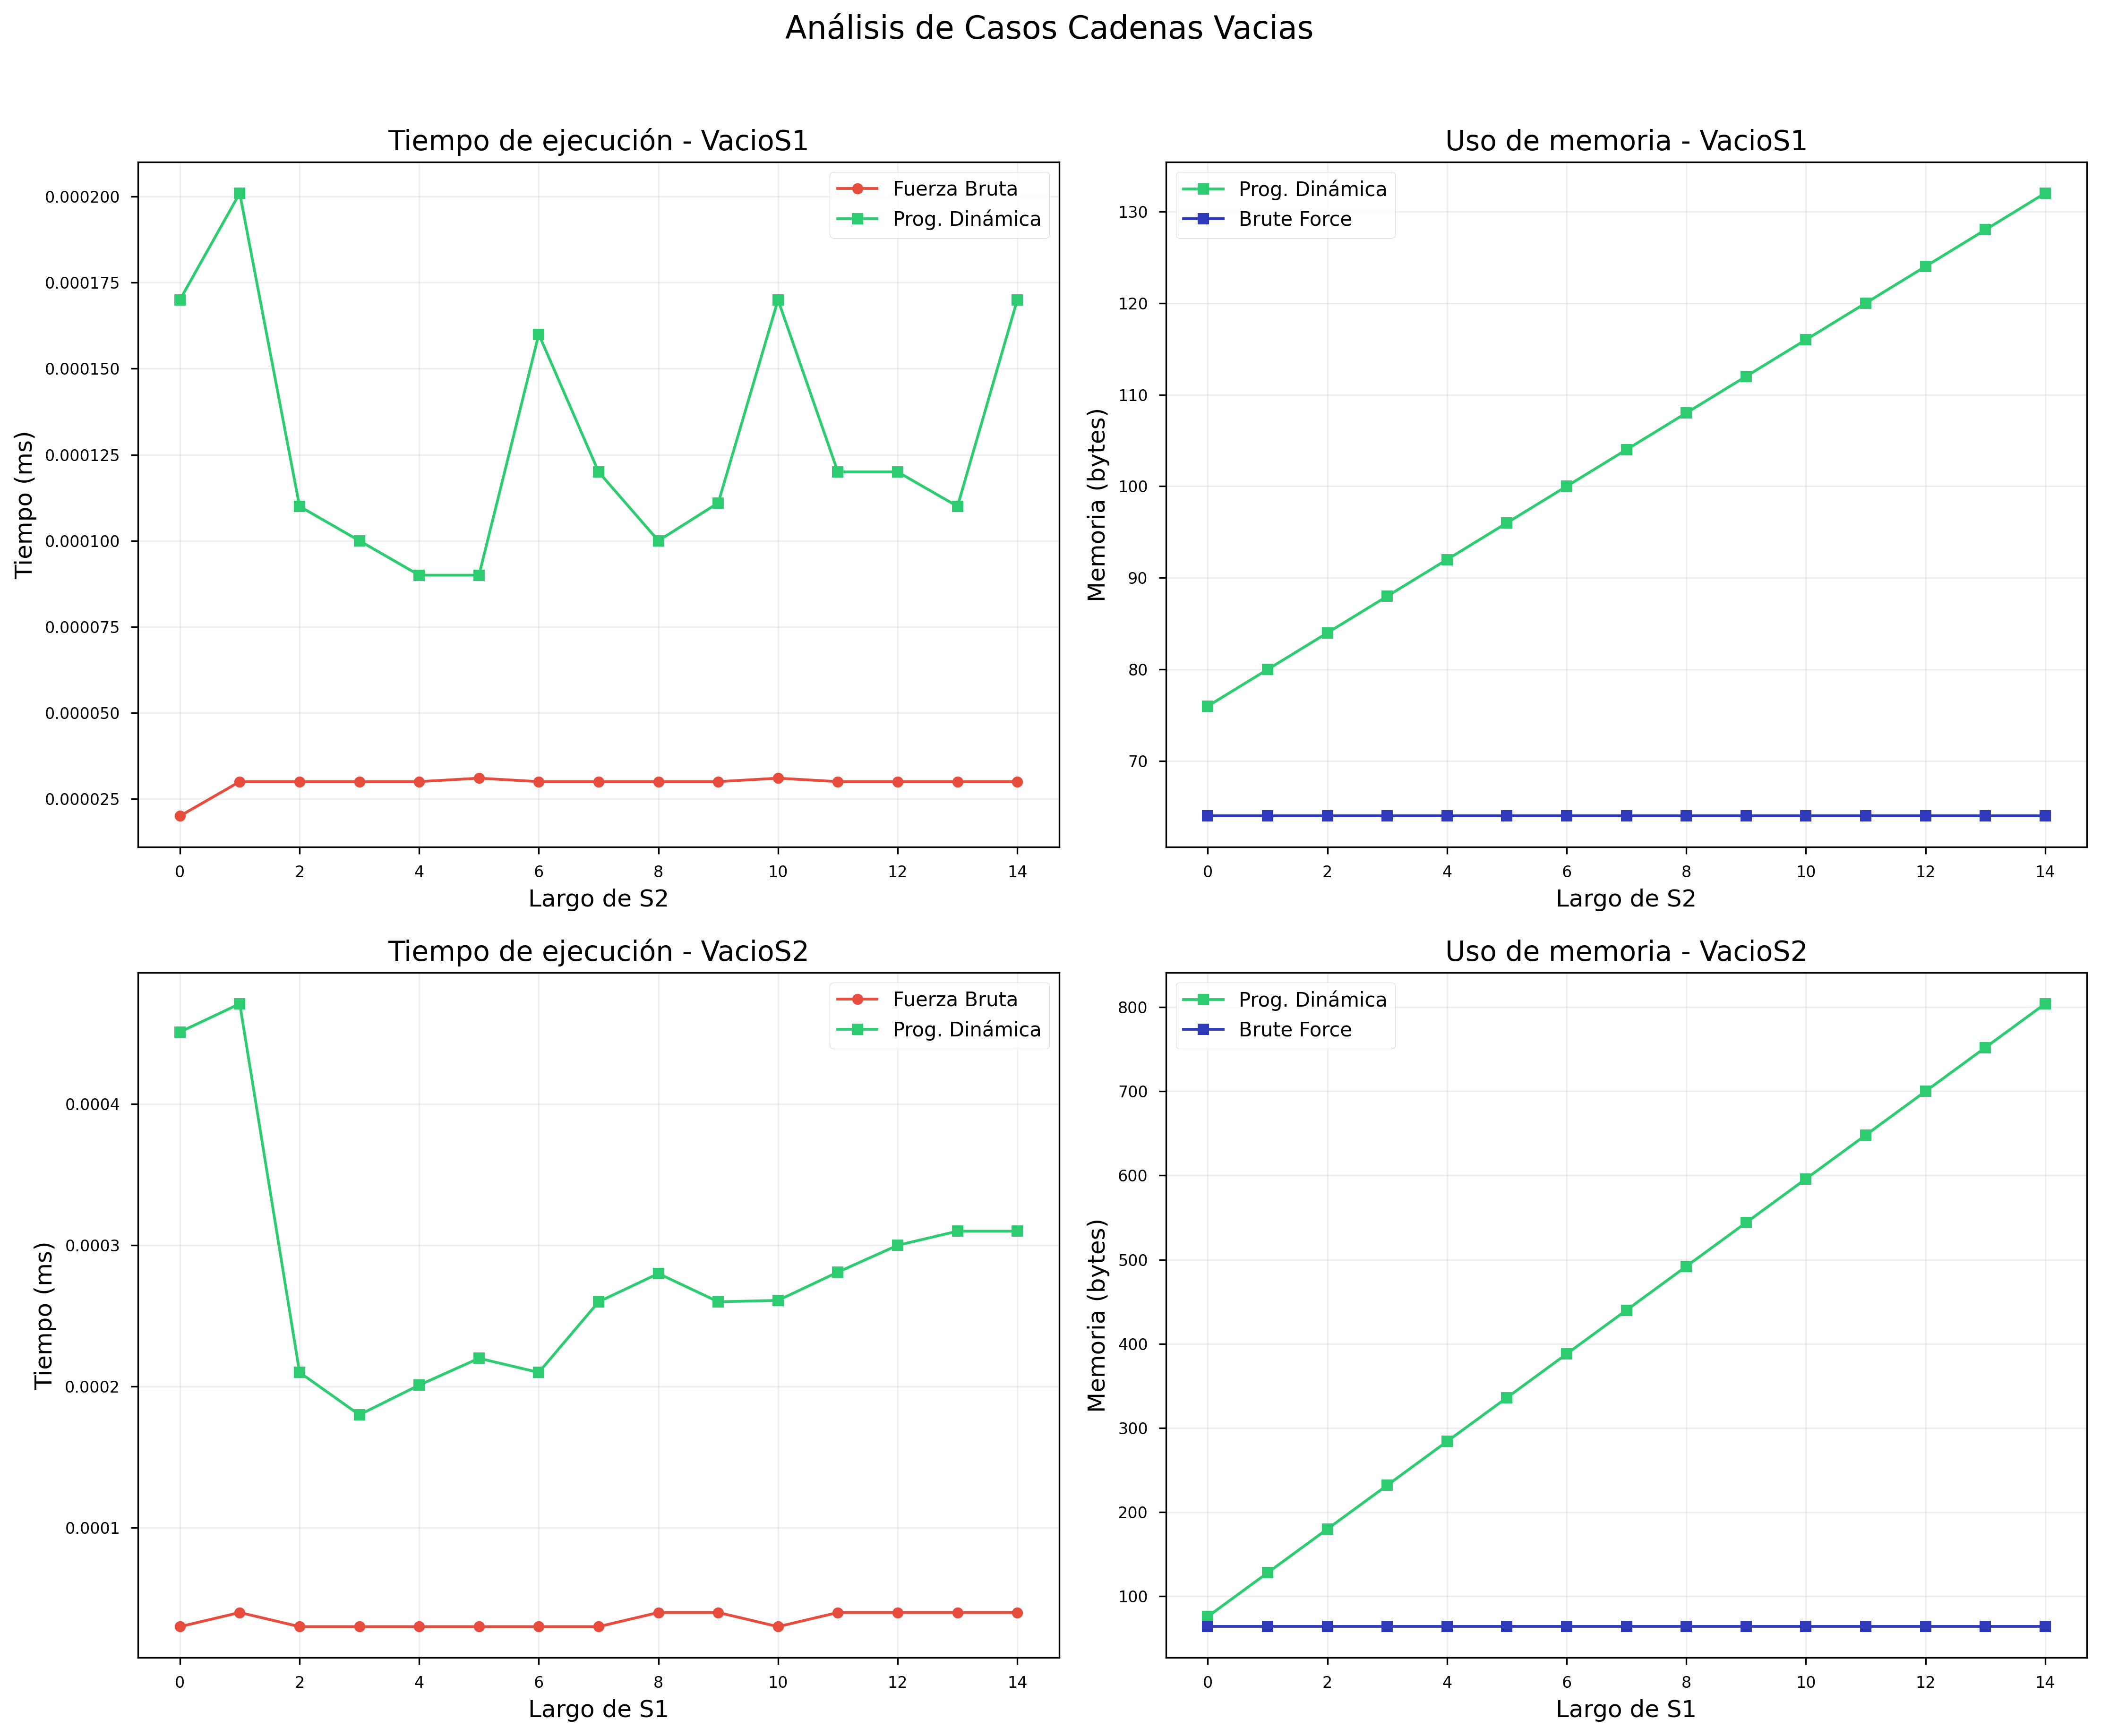 Análisis de Casos Cadenas Vacias
Tiempo de ejecución - VacioS1
Fuerza Bruta
Prog. Dinámica
0.000200
0.000175
0.000150
0.000125
0.000100
0.000075
0.000050
0.000025
Tiempo (ms)
0 2 4 6 8 10 12 14
Largo de S2
Uso de memoria - VacioS1
Prog. Dinámica
Brute Force
130
120
110
100
90
80
70
Memoria (bytes)
0 2 4 6 8 10 12 14
Largo de S2
Tiempo de ejecución - VacioS2
Fuerza Bruta
Prog. Dinámica
0.0004
0.0003
0.0002
0.0001
Tiempo (ms)
0 2 4 6 8 10 12 14
Largo de S1
Uso de memoria - VacioS2
Prog. Dinámica
Brute Force
800
700
600
500
400
300
200
100
Memoria (bytes)
0 2 4 6 8 10 12 14
Largo de S1